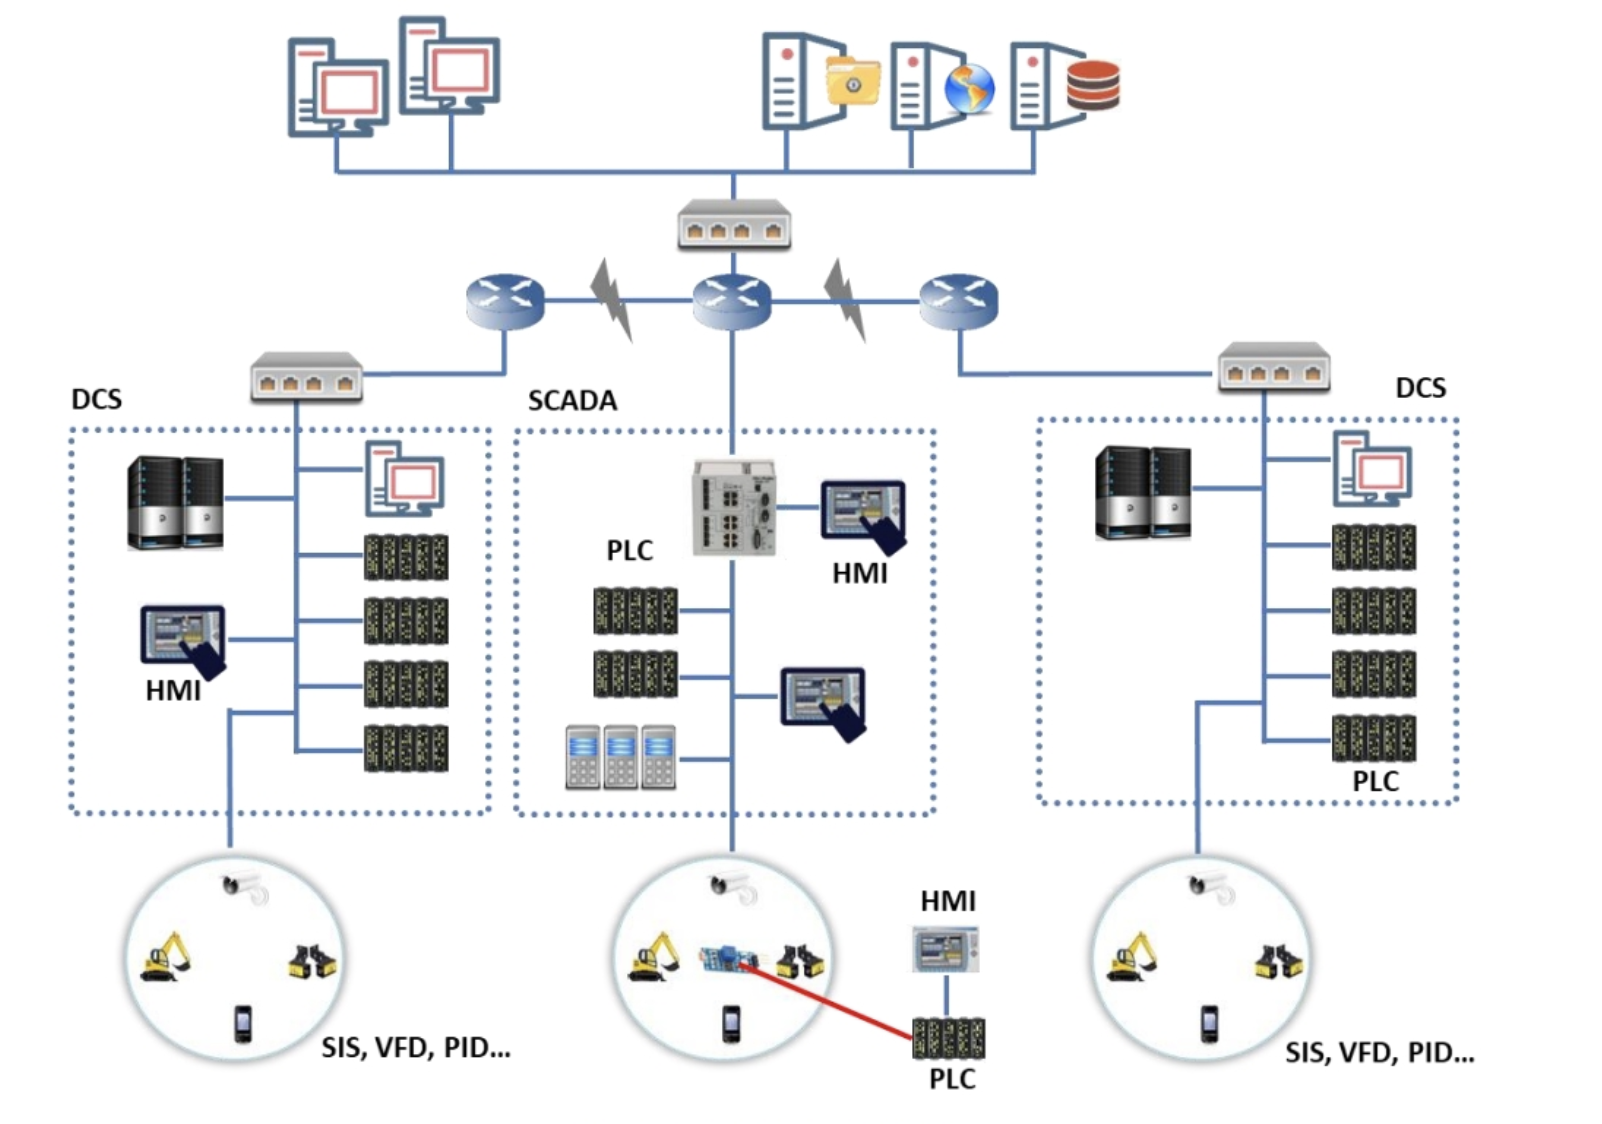 DCS
SCADA
DCS
PLC
HMI
HMI
PLC
HMI
SIS, VFD, PID...
PLC
SIS, VFD, PID...